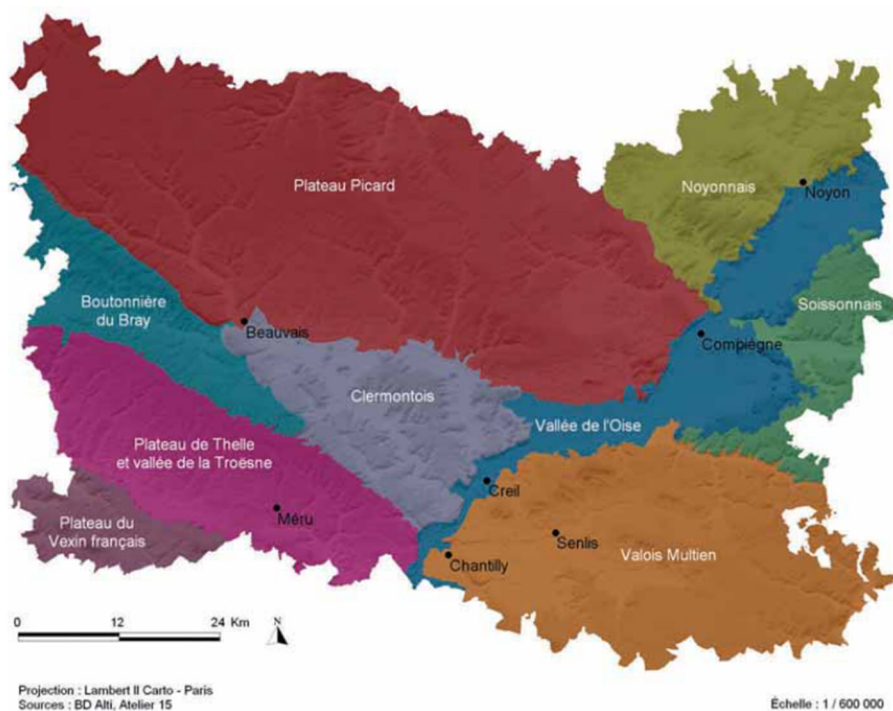 Plateau Picard
Noyonnais
Noyon
Boutonnière
du Bray
Beauvais
Soissonnais
Compiègne
Clermontois
Vallée de l'Oise
Plateau de Thelle
et vallée de la Troësne
Creil
Méru
Plateau du
Vexin français
Senlis
Valois Multien
Chantilly
0 12 24 Km
N
Projection : Lambert II Carto - Paris
Sources : BD Alti, Atelier 15
Échelle : 1 / 600 000